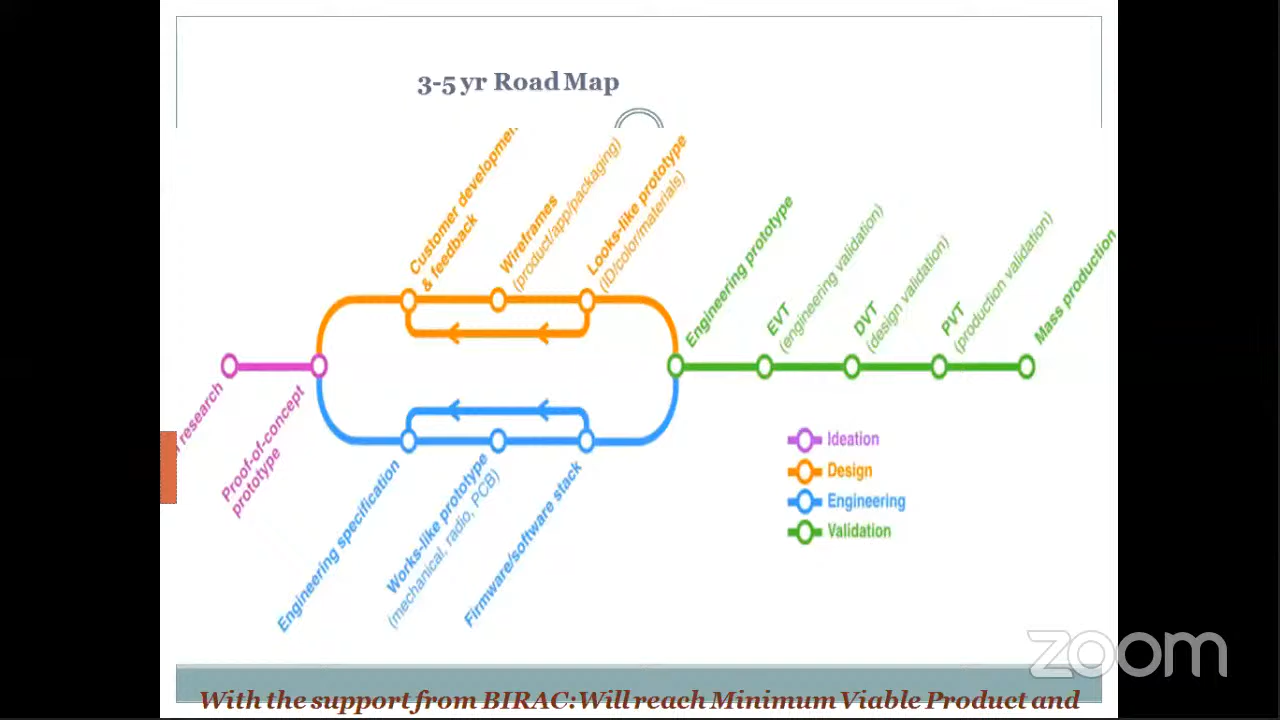 3-5 yr Road Map
Customer
& feedback
Wireframes
(product/app/packaging)
Looks-like prototype
(ID/color/materials)
Engineering prototype
EVT
(engineering validation)
DVT
(design validation)
PVT
(production validation)
Mass production
research
Proof-of-concept
prototype
Engineering specification
Works-like prototype
(mechanical, radio, PCB)
Firmware/software stack
Ideation
Design
Engineering
Validation
zoom
With the support from BIRAC:Will reach Minimum Viable Product and